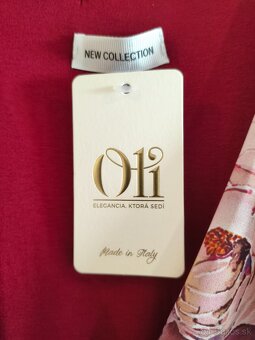 NEW COLLECTION
Oli
ELEGANCIA, KTORÁ SEDÍ
Made in Italy